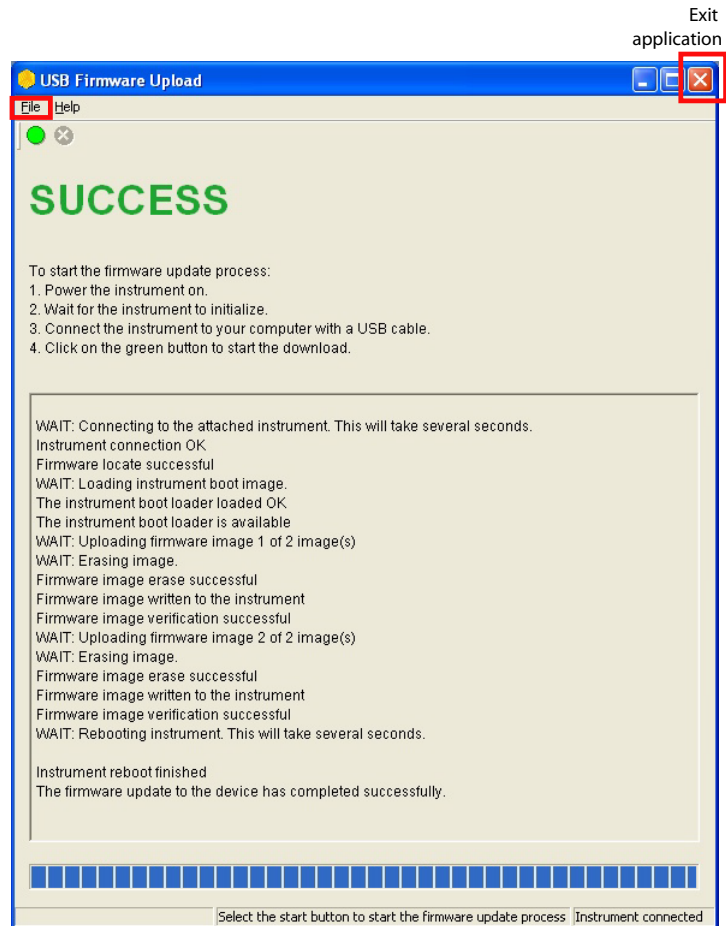 Exit
application
USB Firmware Upload
File Help
SUCCESS
To start the firmware update process:
1. Power the instrument on.
2. Wait for the instrument to initialize.
3. Connect the instrument to your computer with a USB cable.
4. Click on the green button to start the download.
WAIT: Connecting to the attached instrument. This will take several seconds.
Instrument connection OK
Firmware locate successful
WAIT: Loading instrument boot image.
The instrument boot loader loaded OK
The instrument boot loader is available
WAIT: Uploading firmware image 1 of 2 image(s)
WAIT: Erasing image.
Firmware image erase successful
Firmware image written to the instrument
Firmware image verification successful
WAIT: Uploading firmware image 2 of 2 image(s)
WAIT: Erasing image.
Firmware image erase successful
Firmware image written to the instrument
Firmware image verification successful
WAIT: Rebooting instrument. This will take several seconds.
Instrument reboot finished
The firmware update to the device has completed successfully.
Select the start button to start the firmware update process Instrument connected